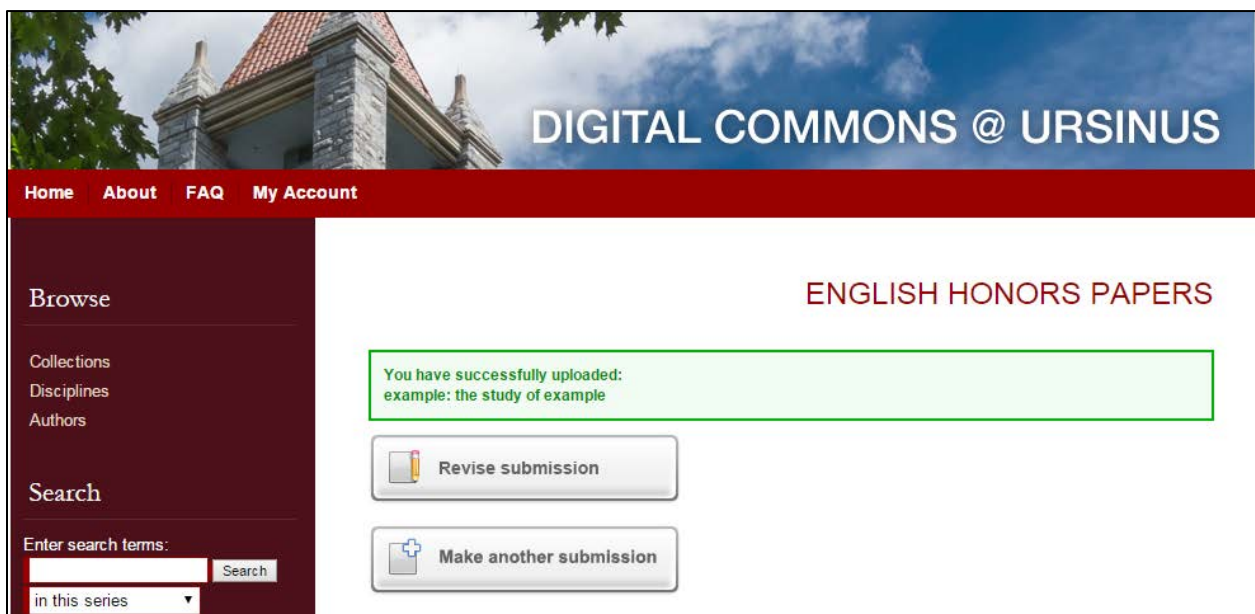 DIGITAL COMMONS @ URSINUS
Home About FAQ My Account
Browse
Collections
Disciplines
Authors
Search
Enter search terms:
Search
in this series
ENGLISH HONORS PAPERS
You have successfully uploaded:
example: the study of example
Revise submission
Make another submission